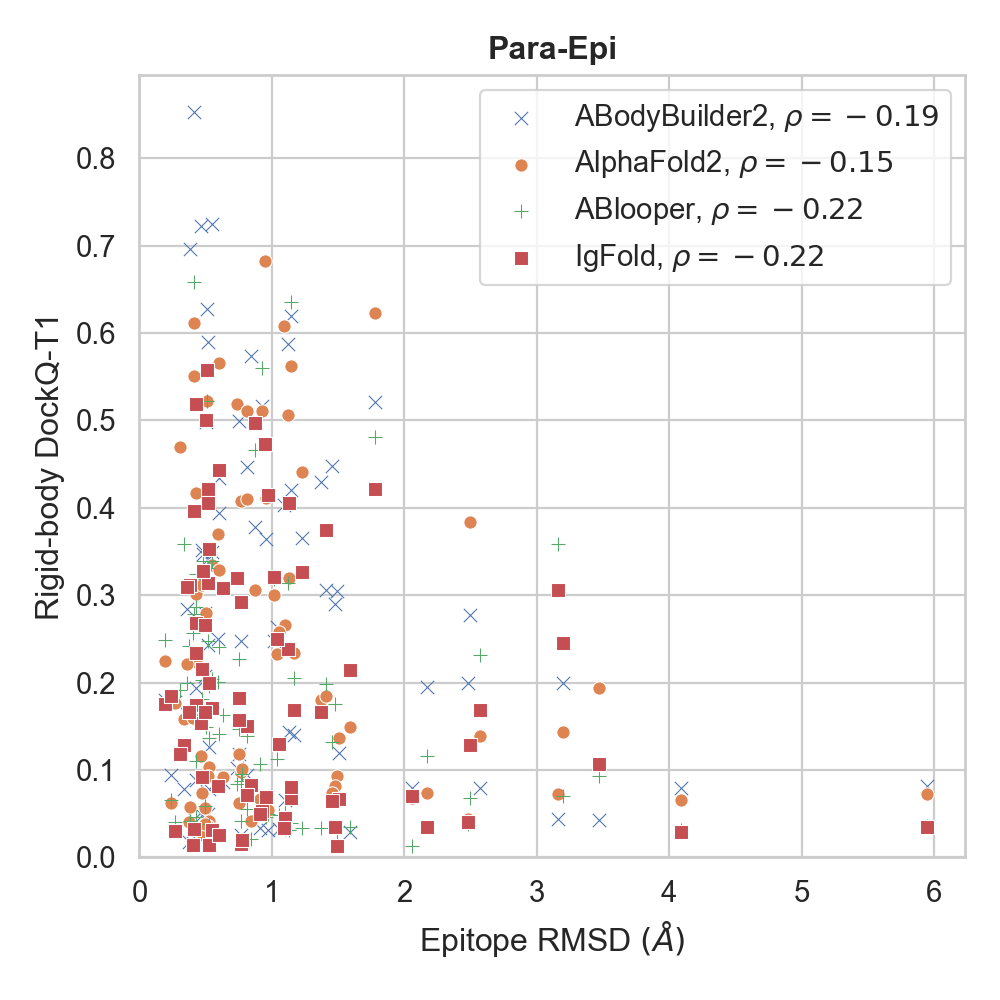 Para-Epi
ABodyBuilder2, ρ = −0.19
AlphaFold2, ρ = −0.15
ABlooper, ρ = −0.22
IgFold, ρ = −0.22
Rigid-body DockQ-T1
0.8
0.7
0.6
0.5
0.4
0.3
0.2
0.1
0.0
0 1 2 3 4 5 6
Epitope RMSD (Å)